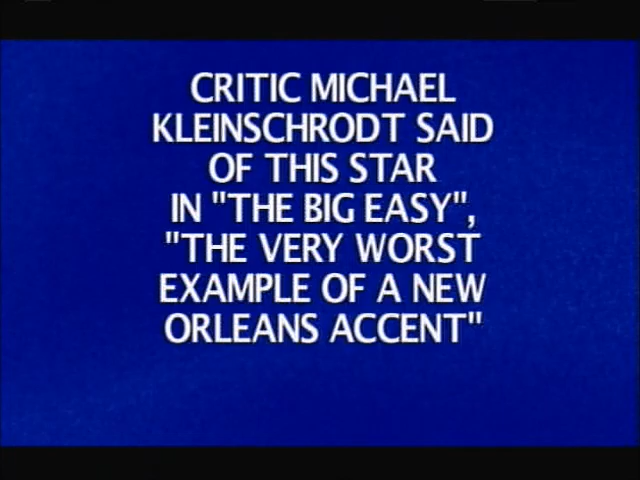 CRITIC MICHAEL
KLEINSCHRODT SAID
OF THIS STAR
IN "THE BIG EASY",
"THE VERY WORST
EXAMPLE OF A NEW
ORLEANS ACCENT"